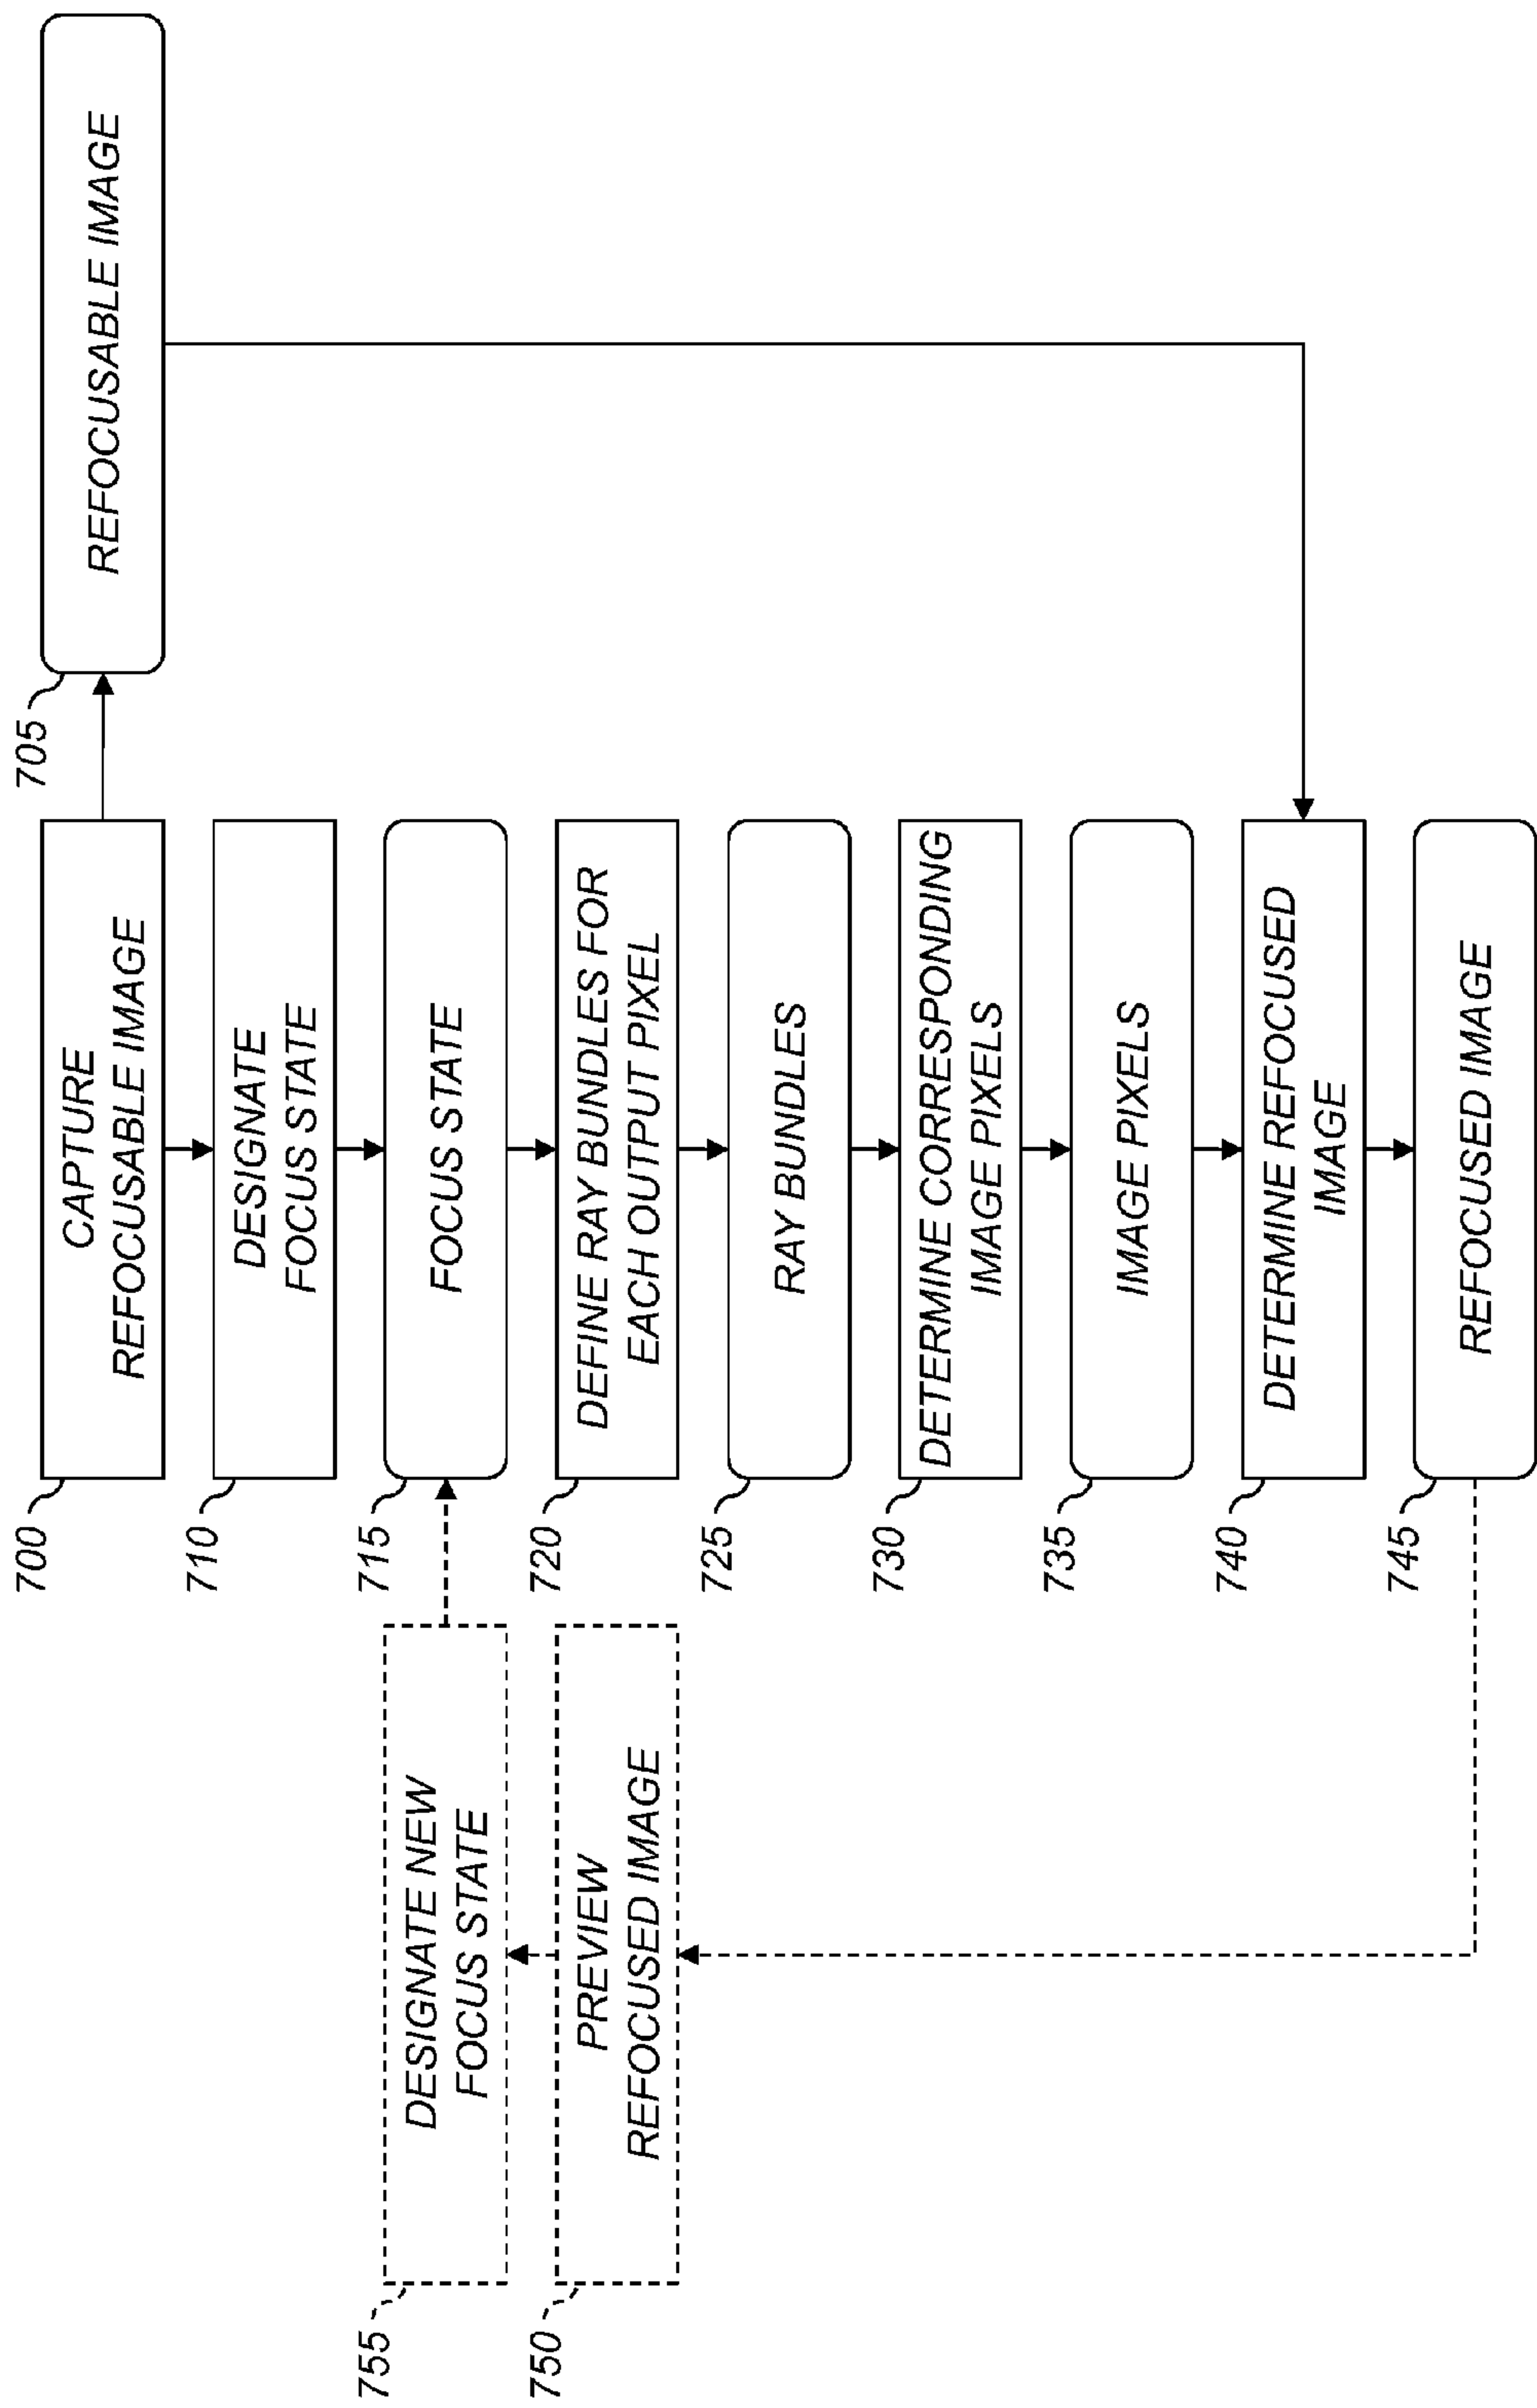 700
CAPTURE
REFOCUSABLE IMAGE
705
REFOCUSABLE IMAGE
710
DESIGNATE
FOCUS STATE
755
DESIGNATE NEW
FOCUS STATE
715
FOCUS STATE
750
PREVIEW
REFOCUSED IMAGE
720
DEFINE RAY BUNDLES FOR
EACH OUTPUT PIXEL
725
RAY BUNDLES
730
DETERMINE CORRESPONDING
IMAGE PIXELS
735
IMAGE PIXELS
740
DETERMINE REFOCUSED
IMAGE
745
REFOCUSED IMAGE